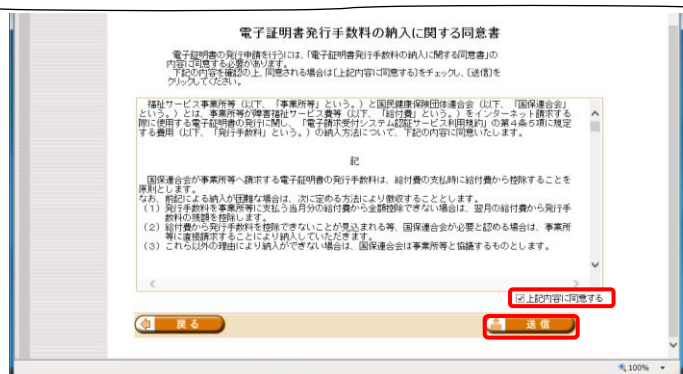 電子証明書発行手数料の納入に関する同意書
電子証明書の発行申請を行うには、「電子証明書発行手数料の納入に関する同意書」の
内容に同意する必要があります。
下記の内容を確認の上、同意される場合は[上記内容に同意する]をチェックし、[送信]を
クリックしてください。
福祉サービス事業所等（以下、「事業所等」という。）と国民健康保険団体連合会（以下、「国保連合会」
という。）とは、事業所等が障害福祉サービス費等（以下、「給付費」という。）をインターネット請求する
際に使用する電子証明書の発行に関し、「電子請求受付システム認証サービス利用規約」の第４条６項に規定
する費用（以下、「発行手数料」という。）の納入方法について、下記の内容に同意いたします。
記
国保連合会が事業所等へ請求する電子証明書の発行手数料は、給付費の支払時に給付費から控除することを
原則とします。
なお、前記による納入が困難な場合は、次に定める方法により徴収することとします。
（１）発行手数料を事業所等に支払う当月分の給付費から全額控除できない場合は、翌月の給付費から発行手
数料の残額を控除します。
（２）給付費から発行手数料を控除できないことが見込まれる等、国保連合会が必要と認める場合は、事業所
等に直接請求することにより納入していただきます。
（３）これら以外の理由により納入ができない場合は、国保連合会は事業所等と協議するものとします。
上記内容に同意する
戻る
送信
100%